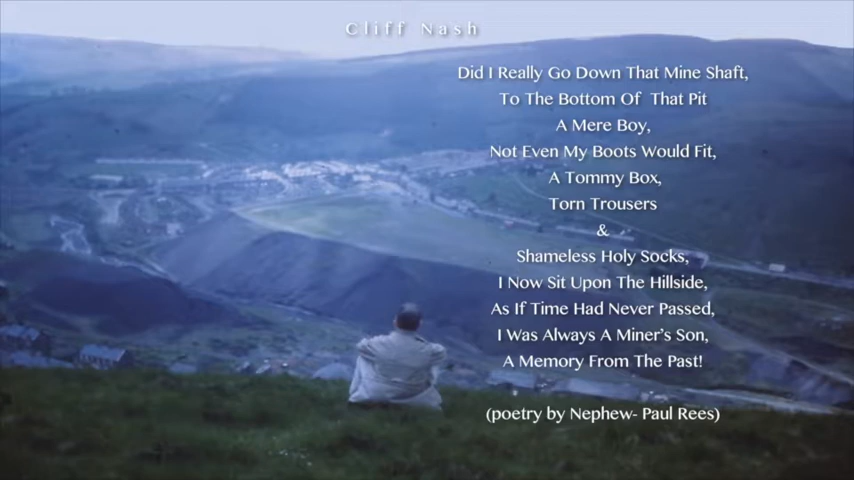 Cliff Nash
Did I Really Go Down That Mine Shaft,
To The Bottom Of That Pit
A Mere Boy,
Not Even My Boots Would Fit,
A Tommy Box,
Torn Trousers
&
Shameless Holy Socks,
I Now Sit Upon The Hillside,
As If Time Had Never Passed,
I Was Always A Miner's Son,
A Memory From The Past!
(poetry by Nephew- Paul Rees)